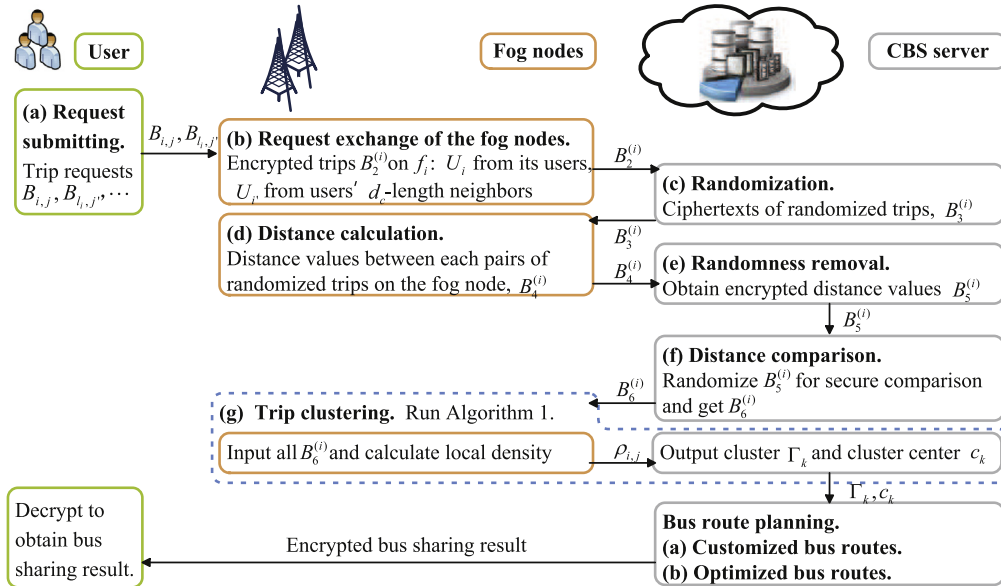 User
Fog nodes
CBS server
(a) Request
submitting.
Trip requests
B_{i,j}, B_{l_i,j'}, ⋯
B_{i,j}, B_{l_i,j'}
(b) Request exchange of the fog nodes.
Encrypted trips B_2^{(i)} on f_i: U_i from its users,
U_{i'} from users' d_c-length neighbors
B_2^{(i)}
(c) Randomization.
Ciphertexts of randomized trips, B_3^{(i)}
B_3^{(i)}
(d) Distance calculation.
Distance values between each pairs of
randomized trips on the fog node, B_4^{(i)}
B_4^{(i)}
(e) Randomness removal.
Obtain encrypted distance values B_5^{(i)}
B_5^{(i)}
(f) Distance comparison.
Randomize B_5^{(i)} for secure comparison
and get B_6^{(i)}
B_6^{(i)}
(g) Trip clustering. Run Algorithm 1.
Input all B_6^{(i)} and calculate local density
ρ_{i,j}
Output cluster Γ_k and cluster center c_k
Γ_k, c_k
Bus route planning.
(a) Customized bus routes.
(b) Optimized bus routes.
Encrypted bus sharing result
Decrypt to
obtain bus
sharing result.